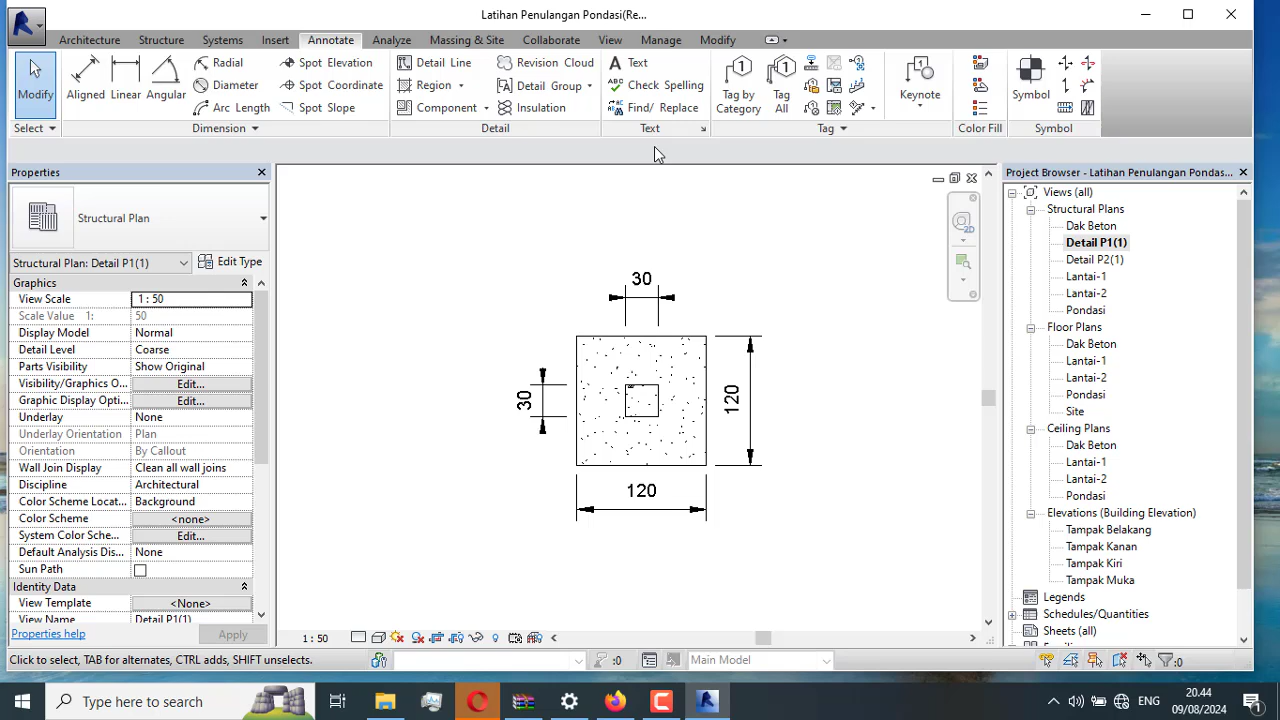 Latihan Penulangan Pondasi(Re...
Architecture Structure Systems Insert Annotate Analyze Massing & Site Collaborate View Manage Modify
Modify
Select
Aligned Linear Angular
Radial
Diameter
Arc Length
Spot Elevation
Spot Coordinate
Spot Slope
Dimension
Detail Line
Region
Component
Revision Cloud
Detail Group
Insulation
Detail
Text
Check Spelling
Find/ Replace
Text
Tag by
Category
Tag
All
Tag
Keynote
Color Fill
Symbol
Symbol
Properties
Structural Plan
Structural Plan: Detail P1(1) Edit Type
Graphics
View Scale 1 : 50
Scale Value 1: 50
Display Model Normal
Detail Level Coarse
Parts Visibility Show Original
Visibility/Graphics O... Edit...
Graphic Display Opti... Edit...
Underlay None
Underlay Orientation Plan
Orientation By Callout
Wall Join Display Clean all wall joins
Discipline Architectural
Color Scheme Locat... Background
Color Scheme <none>
System Color Sche... Edit...
Default Analysis Dis... None
Sun Path
Identity Data
View Template <None>
View Name Detail P1(1)
Properties help Apply
30
30
120
120
2D
1 : 50
Project Browser - Latihan Penulangan Pondas...
Views (all)
Structural Plans
Dak Beton
Detail P1(1)
Detail P2(1)
Lantai-1
Lantai-2
Pondasi
Floor Plans
Dak Beton
Lantai-1
Lantai-2
Pondasi
Site
Ceiling Plans
Dak Beton
Lantai-1
Lantai-2
Pondasi
Elevations (Building Elevation)
Tampak Belakang
Tampak Kanan
Tampak Kiri
Tampak Muka
Legends
Schedules/Quantities
Sheets (all)
Click to select, TAB for alternates, CTRL adds, SHIFT unselects.
:0
Main Model
:0
Type here to search
ENG
20.44
09/08/2024